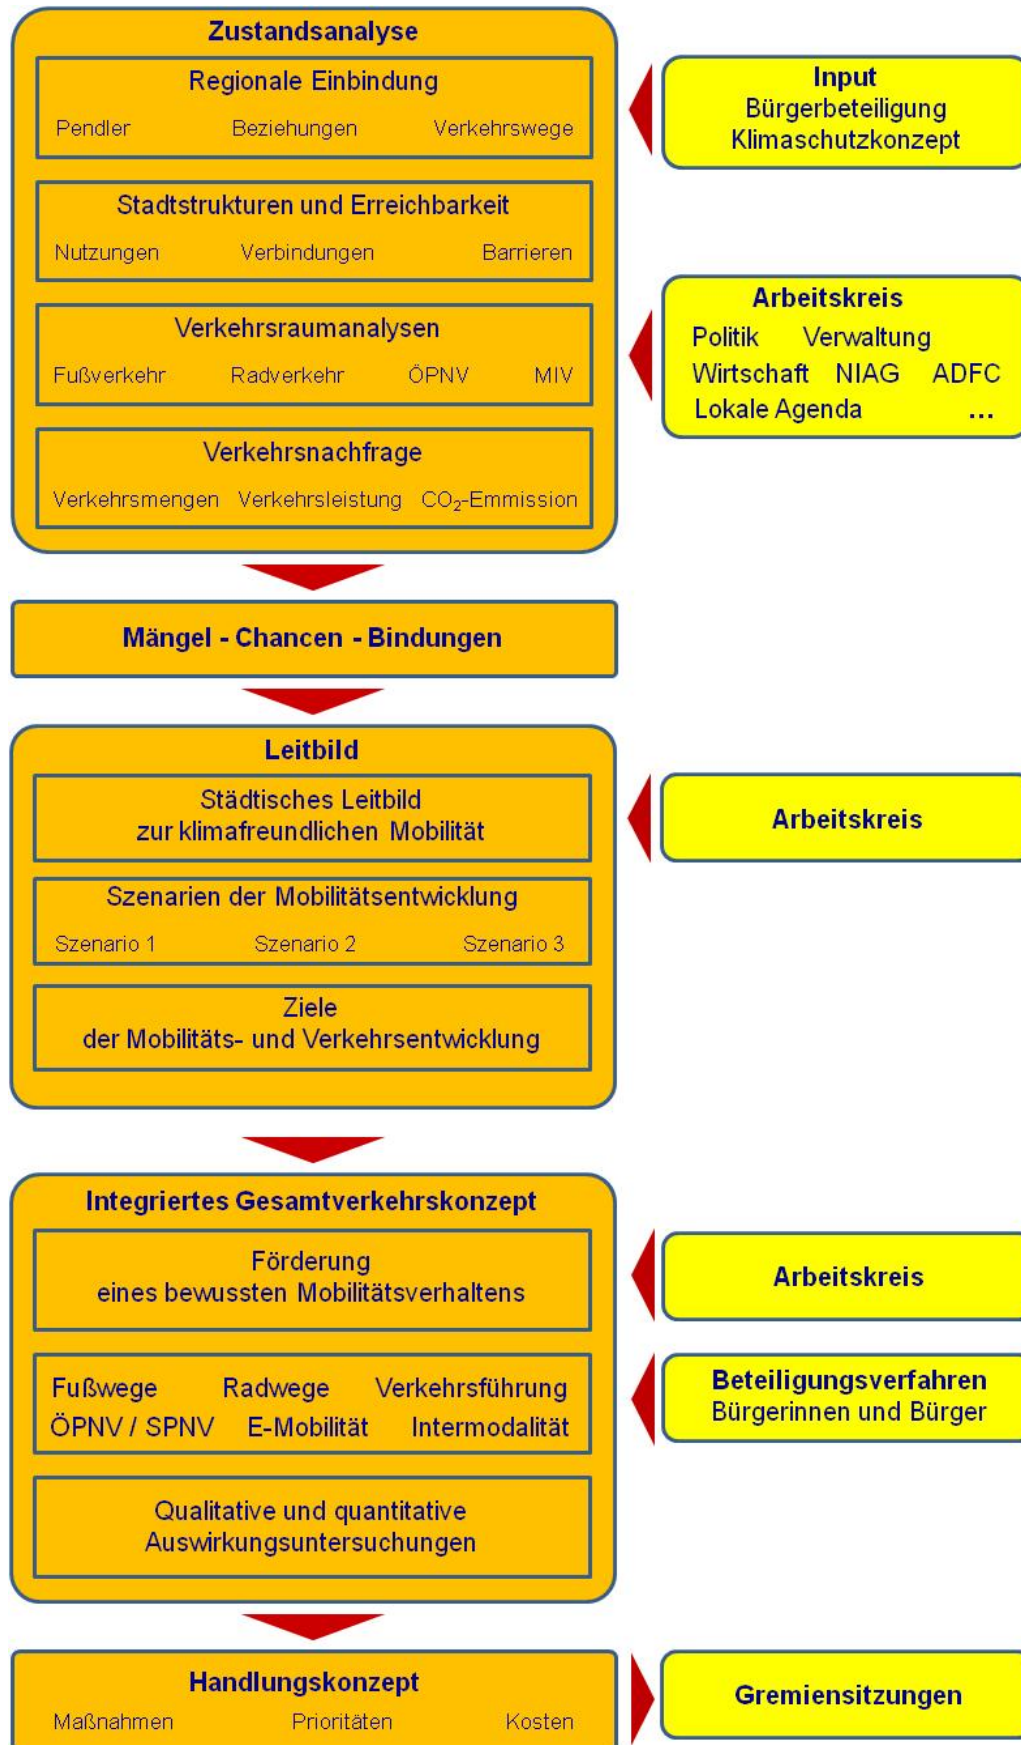 Zustandsanalyse
Regionale Einbindung
Pendler Beziehungen Verkehrswege
Stadtstrukturen und Erreichbarkeit
Nutzungen Verbindungen Barrieren
Verkehrsraumanalysen
Fußverkehr Radverkehr ÖPNV MIV
Verkehrsnachfrage
Verkehrsmengen Verkehrsleistung CO₂-Emmission
Input
Bürgerbeteiligung
Klimaschutzkonzept
Arbeitskreis
Politik Verwaltung
Wirtschaft NIAG ADFC
Lokale Agenda ...
Mängel - Chancen - Bindungen
Leitbild
Städtisches Leitbild
zur klimafreundlichen Mobilität
Szenarien der Mobilitätsentwicklung
Szenario 1 Szenario 2 Szenario 3
Ziele
der Mobilitäts- und Verkehrsentwicklung
Arbeitskreis
Integriertes Gesamtverkehrskonzept
Förderung
eines bewussten Mobilitätsverhaltens
Fußwege Radwege Verkehrsführung
ÖPNV / SPNV E-Mobilität Intermodalität
Qualitative und quantitative
Auswirkungsuntersuchungen
Arbeitskreis
Beteiligungsverfahren
Bürgerinnen und Bürger
Handlungskonzept
Maßnahmen Prioritäten Kosten
Gremiensitzungen